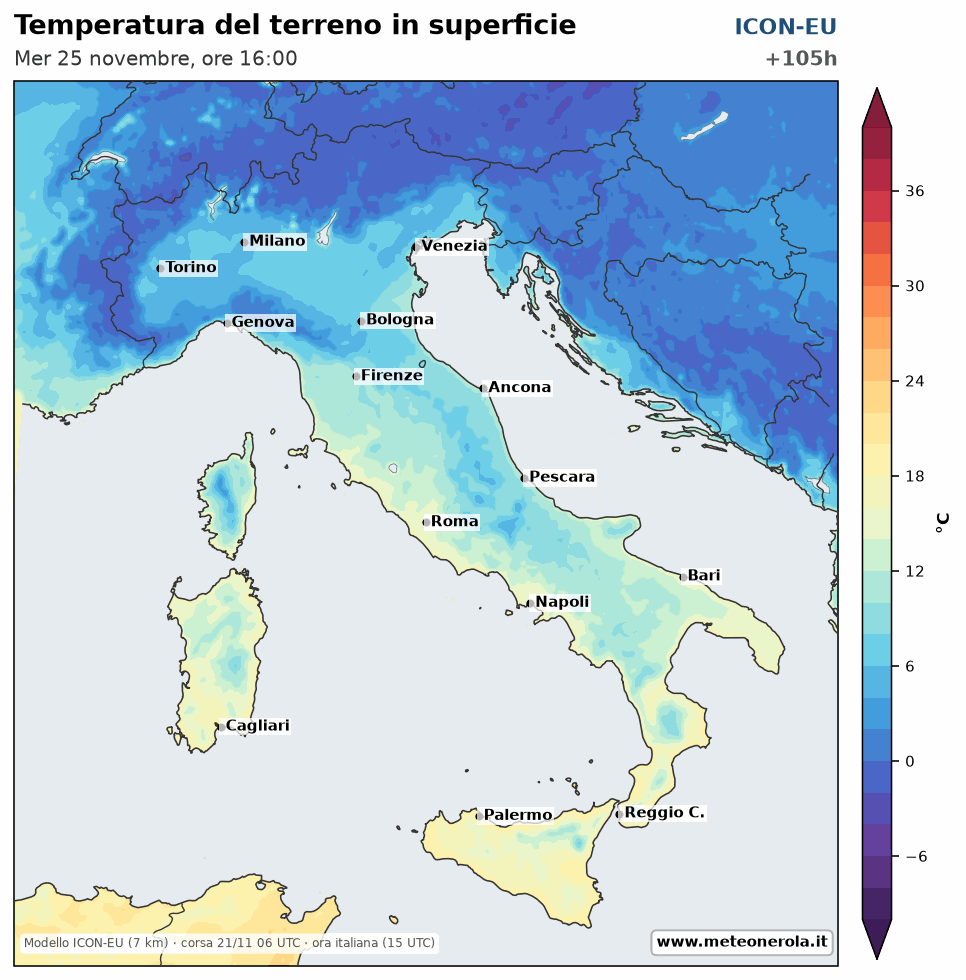 Temperatura del terreno in superficie
ICON-EU
Mer 25 novembre, ore 16:00
+105h
Milano
Venezia
Torino
Genova
Bologna
Firenze
Ancona
Pescara
Roma
Bari
Napoli
Cagliari
Palermo
Reggio C.
36
30
24
18
12
6
0
−6
°C
Modello ICON-EU (7 km) · corsa 21/11 06 UTC · ora italiana (15 UTC)
www.meteonerola.it